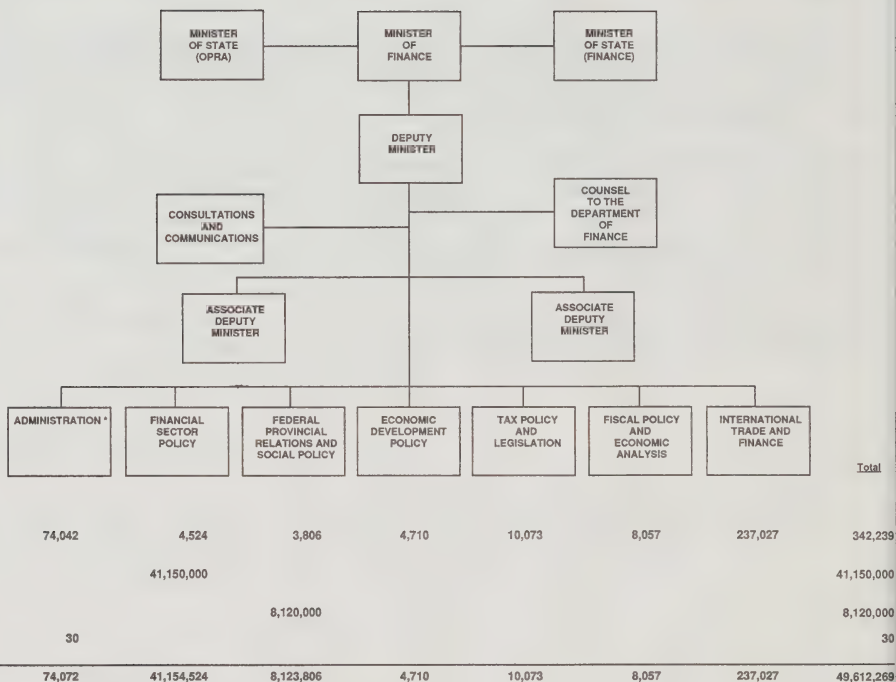 MINISTER
OF STATE
(OPRA)
MINISTER
OF
FINANCE
MINISTER
OF STATE
(FINANCE)
DEPUTY
MINISTER
CONSULTATIONS
AND
COMMUNICATIONS
COUNSEL
TO THE
DEPARTMENT
OF
FINANCE
ASSOCIATE
DEPUTY
MINISTER
ASSOCIATE
DEPUTY
MINISTER
ADMINISTRATION *
FINANCIAL
SECTOR
POLICY
FEDERAL
PROVINCIAL
RELATIONS AND
SOCIAL POLICY
ECONOMIC
DEVELOPMENT
POLICY
TAX POLICY
AND
LEGISLATION
FISCAL POLICY
AND
ECONOMIC
ANALYSIS
INTERNATIONAL
TRADE AND
FINANCE
Total
74,042 4,524 3,806 4,710 10,073 8,057 237,027 342,239
41,150,000 41,150,000
8,120,000 8,120,000
30 30
74,072 41,154,524 8,123,806 4,710 10,073 8,057 237,027 49,612,269